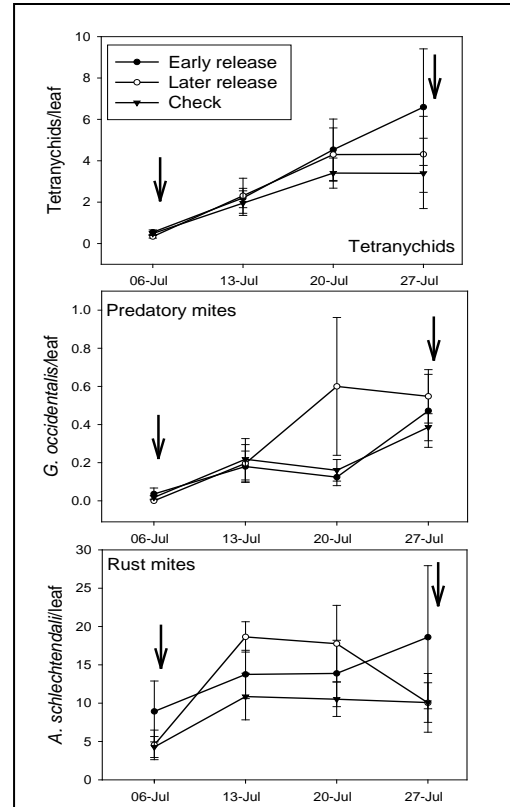 Tetranychids/leaf
10
8
6
4
2
0
Early release
Later release
Check
Tetranychids
06-Jul 13-Jul 20-Jul 27-Jul
G. occidentalis/leaf
1.0
0.8
0.6
0.4
0.2
0.0
Predatory mites
06-Jul 13-Jul 20-Jul 27-Jul
A. schlechtendali/leaf
30
25
20
15
10
5
0
Rust mites
06-Jul 13-Jul 20-Jul 27-Jul